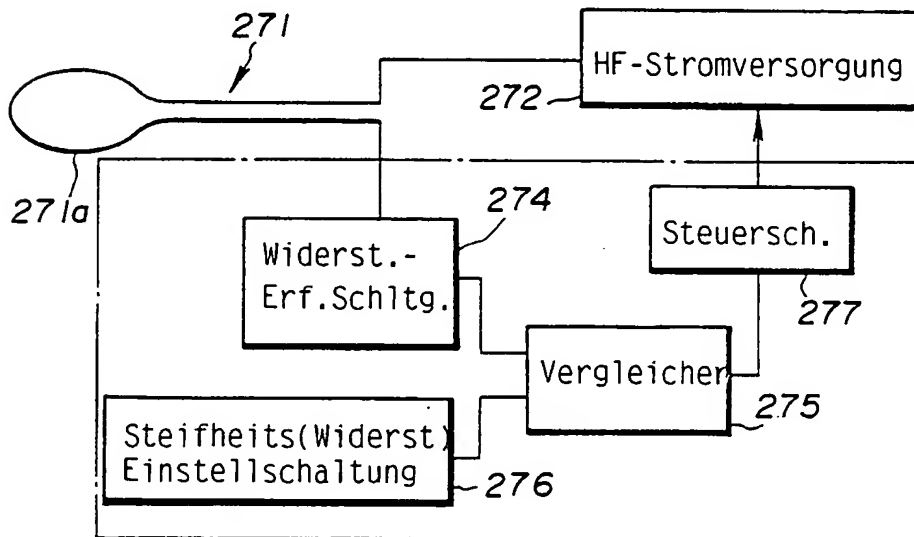 271
HF-Stromversorgung
272
271a
274
Widerst.-
Erf.Schltg.
Steuersch.
277
Vergleicher
275
Steifheits(Widerst)
Einstellschaltung
276